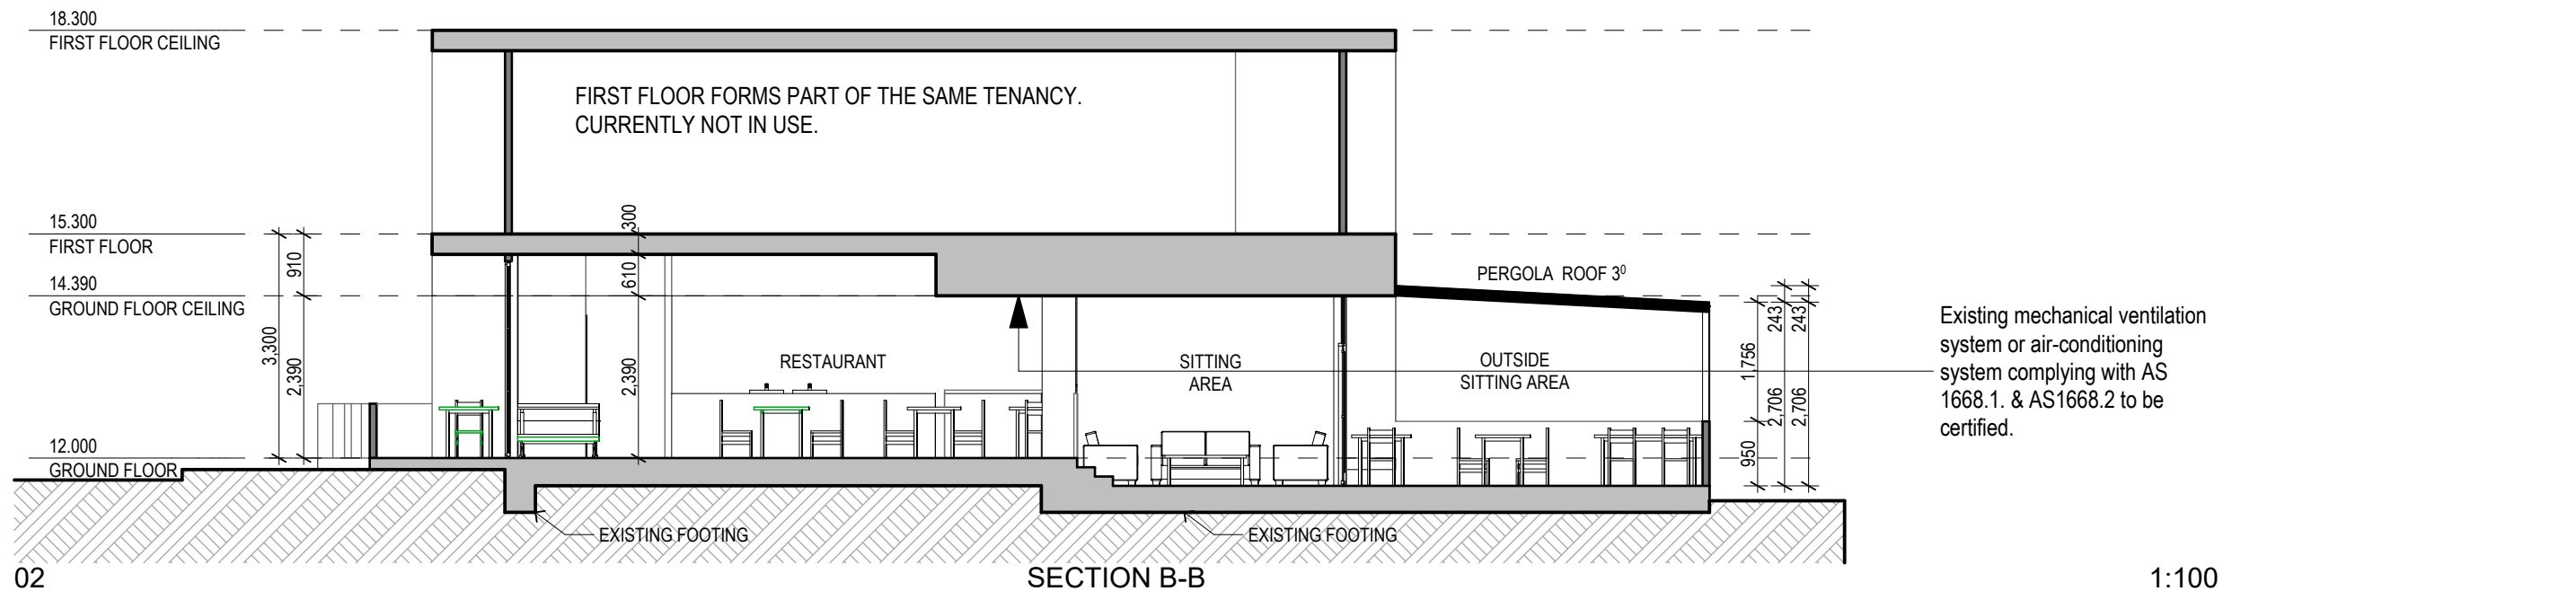 18.300
FIRST FLOOR CEILING
FIRST FLOOR FORMS PART OF THE SAME TENANCY.
CURRENTLY NOT IN USE.
15.300
FIRST FLOOR
14.390
GROUND FLOOR CEILING
12.000
GROUND FLOOR
3,300
910
2,390
300
610
2,390
RESTAURANT
SITTING
AREA
PERGOLA ROOF 3⁰
OUTSIDE
SITTING AREA
1,756
950
243
2,706
243
2,706
Existing mechanical ventilation
system or air-conditioning
system complying with AS
1668.1. & AS1668.2 to be
certified.
EXISTING FOOTING
EXISTING FOOTING
02
SECTION B-B
1:100